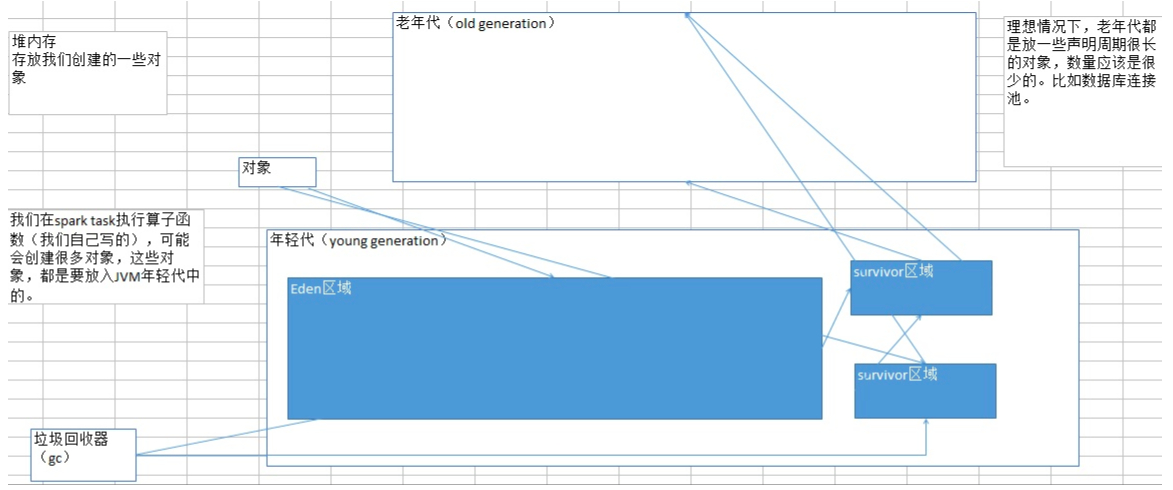 堆内存
存放我们创建的一些对
象
老年代（old generation）
理想情况下，老年代都
是放一些声明周期很长
的对象，数量应该是很
少的。比如数据库连接
池。
对象
我们在spark task执行算子函
数（我们自己写的），可能
会创建很多对象，这些对
象，都是要放入JVM年轻代中
的。
年轻代（young generation）
Eden区域
survivor区域
survivor区域
垃圾回收器
（gc）